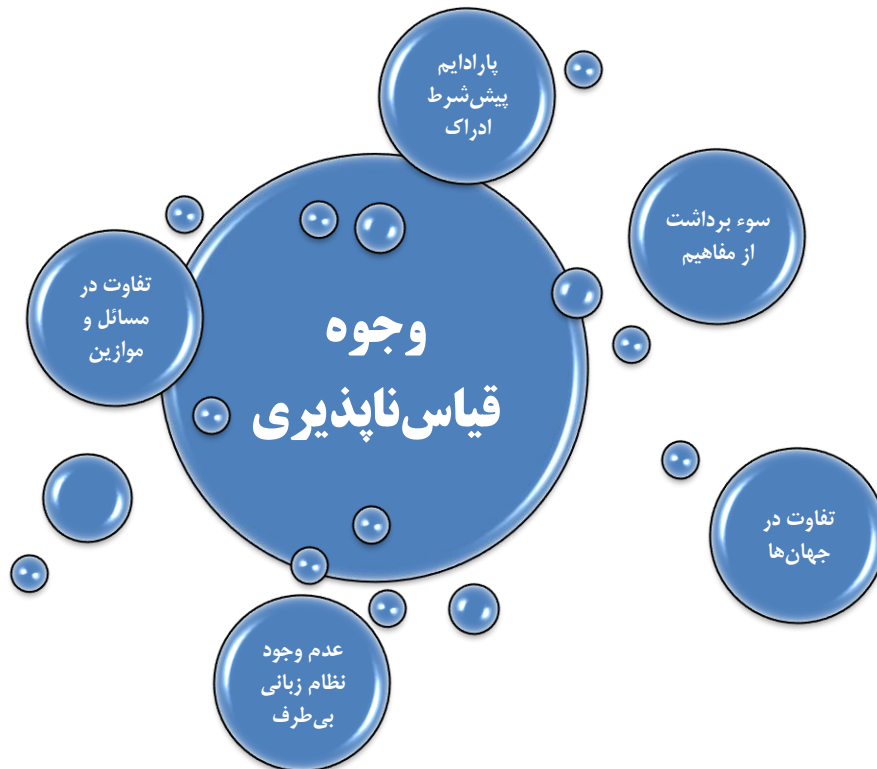 پارادایم
پیش‌شرط
ادراک
سوء برداشت
از مفاهیم
تفاوت در
مسائل و
موازین
وجوه
قیاس‌ناپذیری
تفاوت در
جهان‌ها
عدم وجود
نظام زبانی
بی‌طرف